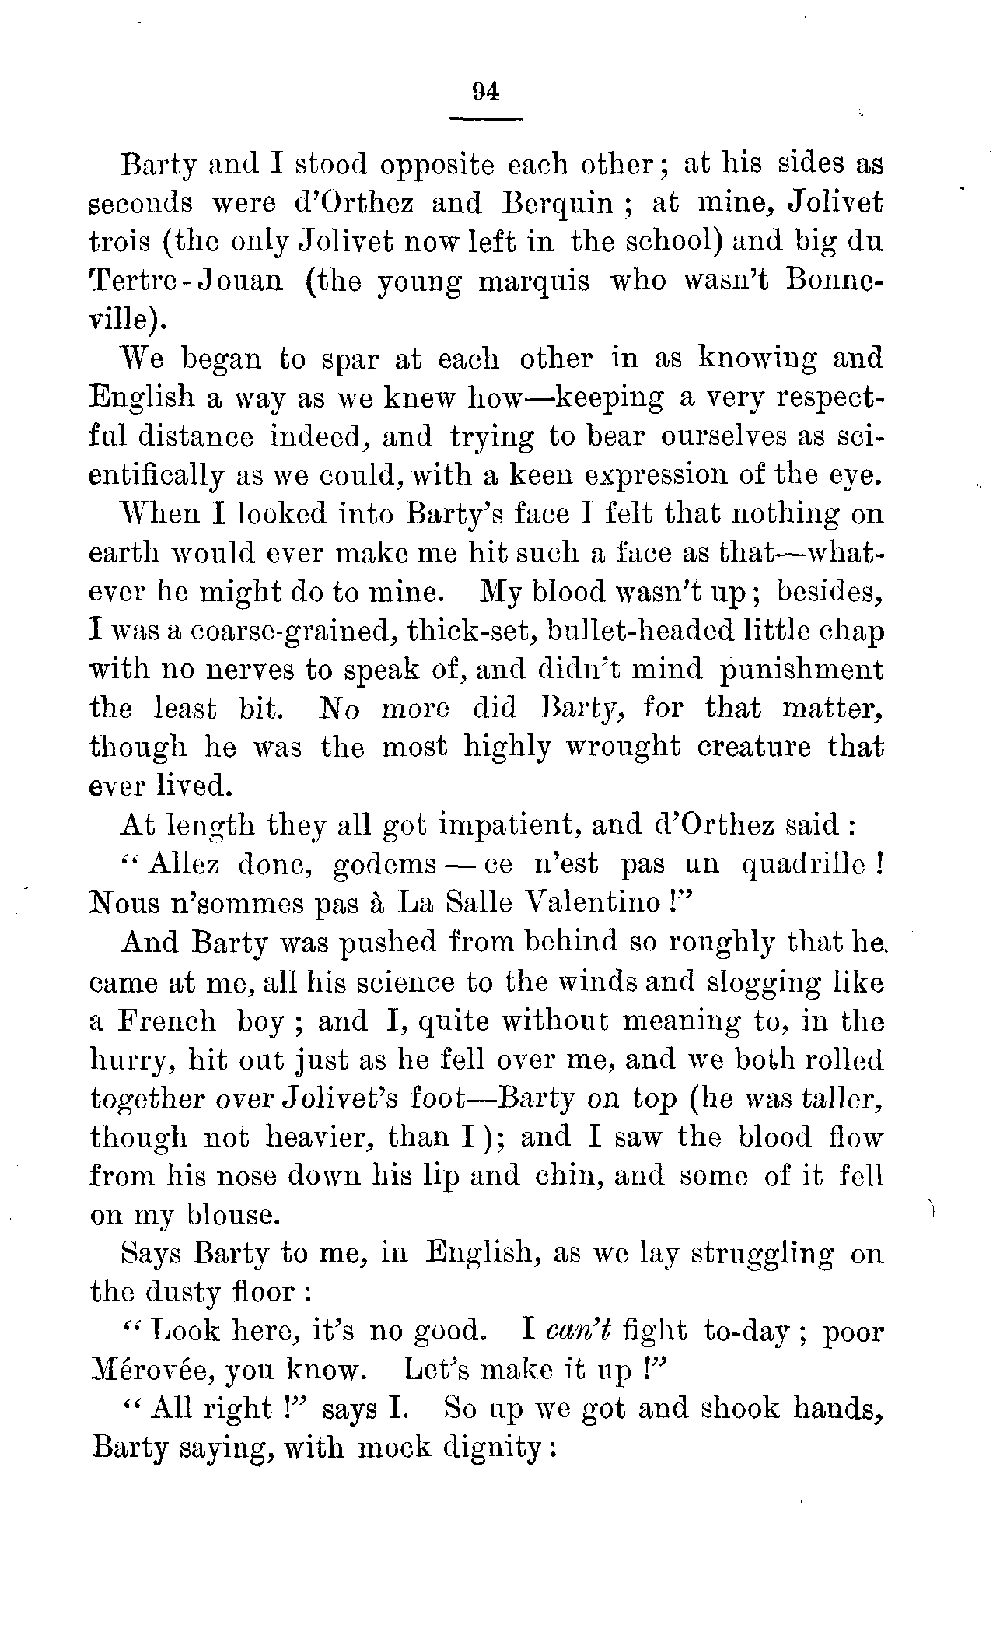 94
Barty and I stood opposite each other; at his sides as
seconds were d'Orthez and Berquin ; at mine, Jolivet
trois (the only Jolivet now left in the school) and big du
Tertre-Jouan (the young marquis who wasn't Bonne-
ville).
We began to spar at each other in as knowing and
English a way as we knew how—keeping a very respect-
ful distance indeed, and trying to bear ourselves as sci-
entifically as we could, with a keen expression of the eye.
When I looked into Barty's face I felt that nothing on
earth would ever make me hit such a face as that—what-
ever he might do to mine. My blood wasn't up; besides,
I was a coarse-grained, thick-set, bullet-headed little chap
with no nerves to speak of, and didn't mind punishment
the least bit. No more did Barty, for that matter,
though he was the most highly wrought creature that
ever lived.
At length they all got impatient, and d'Orthez said :
“ Allez donc, godems — ce n'est pas un quadrille !
Nous n'sommes pas à La Salle Valentino !”
And Barty was pushed from behind so roughly that he
came at me, all his science to the winds and slogging like
a French boy ; and I, quite without meaning to, in the
hurry, hit out just as he fell over me, and we both rolled
together over Jolivet's foot—Barty on top (he was taller,
though not heavier, than I ); and I saw the blood flow
from his nose down his lip and chin, and some of it fell
on my blouse.
Says Barty to me, in English, as we lay struggling on
the dusty floor :
“ Look here, it's no good. I can't fight to-day ; poor
Mérovée, you know. Let's make it up !”
“ All right !” says I. So up we got and shook hands,
Barty saying, with mock dignity :